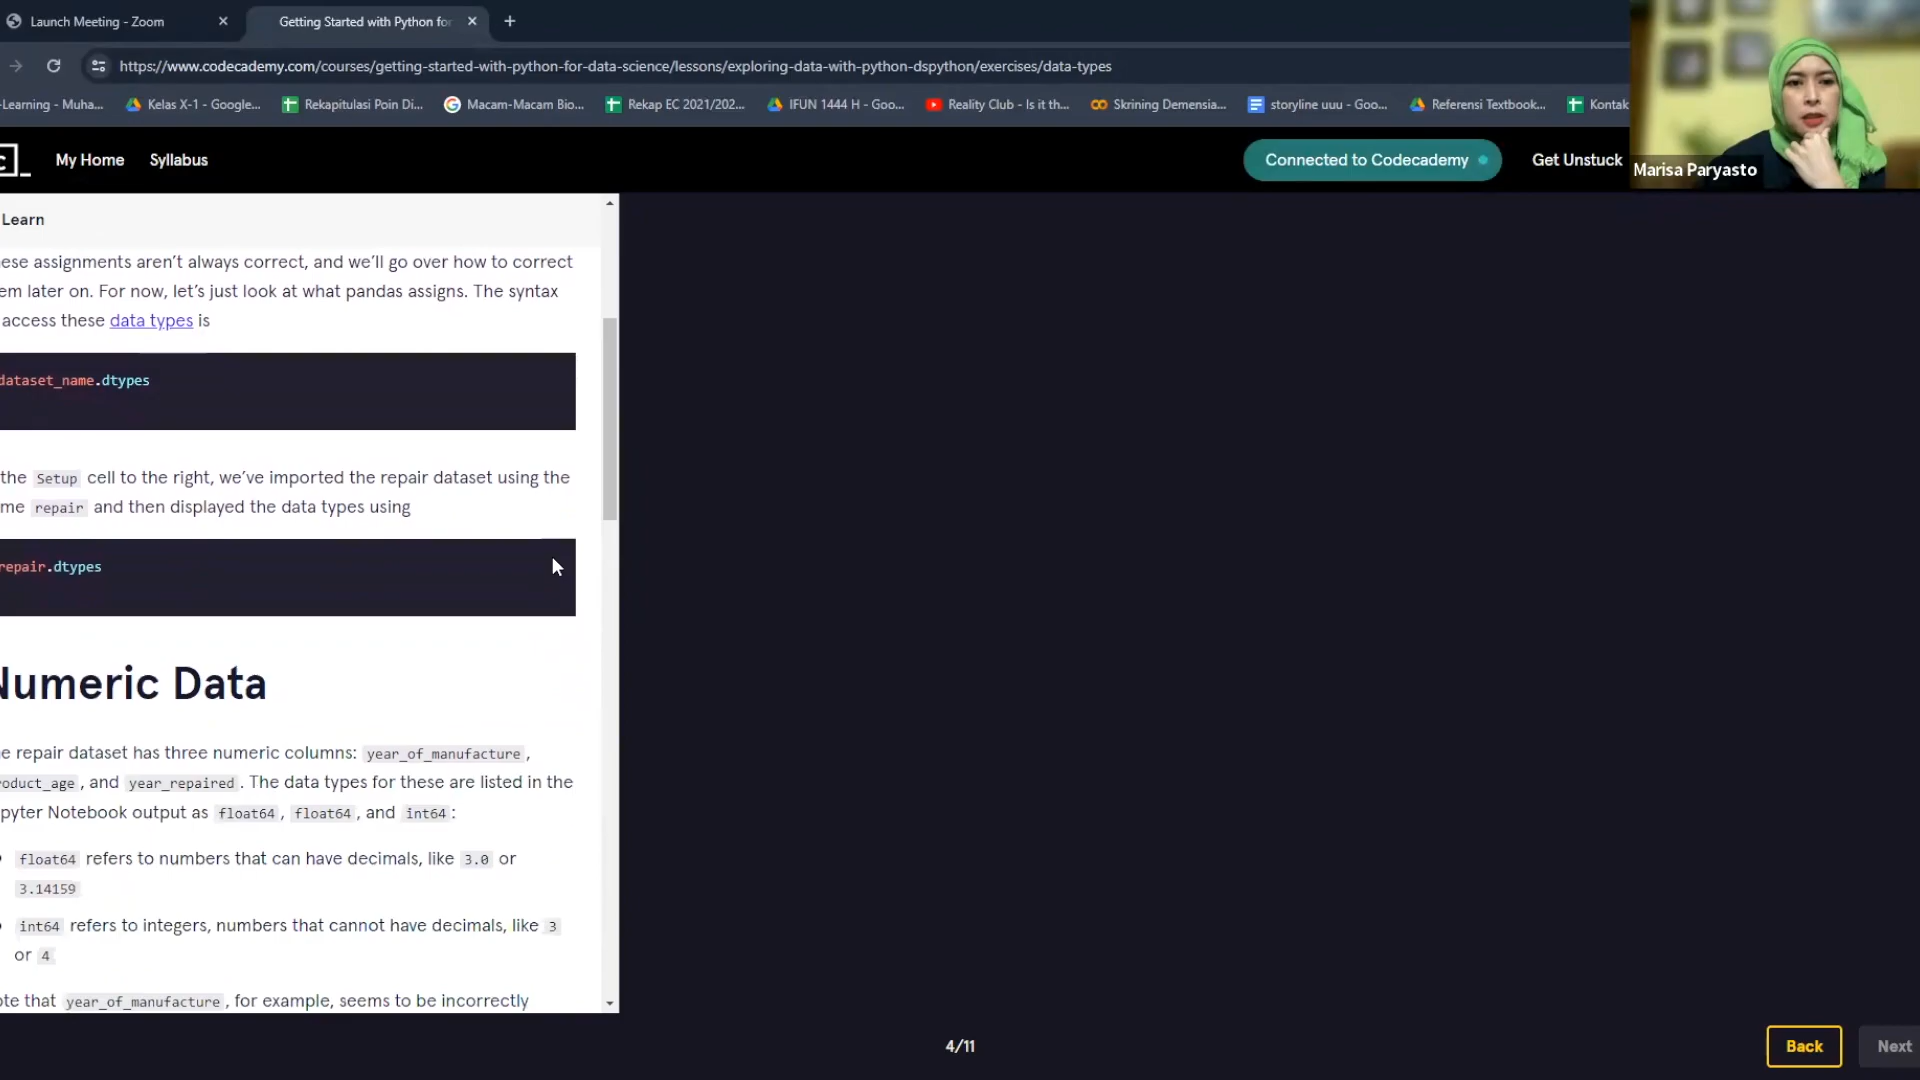 Launch Meeting - Zoom
Getting Started with Python for
https://www.codecademy.com/courses/getting-started-with-python-for-data-science/lessons/exploring-data-with-python-dspython/exercises/data-types
-Learning - Muha...
Kelas X-1 - Google...
Rekapitulasi Poin Di...
Macam-Macam Bio...
Rekap EC 2021/202...
IFUN 1444 H - Goo...
Reality Club - Is it th...
Skrining Demensia...
storyline uuu - Goo...
Referensi Textbook...
Kontak
My Home
Syllabus
Connected to Codecademy
Get Unstuck
Marisa Paryasto
Learn
ese assignments aren't always correct, and we'll go over how to correct
em later on. For now, let's just look at what pandas assigns. The syntax
access these data types is
dataset_name.dtypes
the Setup cell to the right, we've imported the repair dataset using the
me repair and then displayed the data types using
repair.dtypes
Numeric Data
e repair dataset has three numeric columns: year_of_manufacture,
roduct_age, and year_repaired. The data types for these are listed in the
pyter Notebook output as float64, float64, and int64:
float64 refers to numbers that can have decimals, like 3.0 or
3.14159
int64 refers to integers, numbers that cannot have decimals, like 3
or 4
ote that year_of_manufacture, for example, seems to be incorrectly
4/11
Back
Next